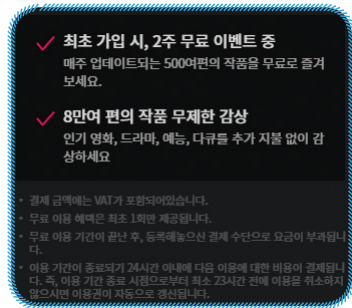 최초 가입 시, 2주 무료 이벤트 중
매주 업데이트되는 500여편의 작품을 무료로 즐겨
보세요.
8만여 편의 작품 무제한 감상
인기 영화, 드라마, 예능, 다큐를 추가 지불 없이 감
상하세요
• 결제 금액에는 VAT가 포함되어있습니다.
• 무료 이용 혜택은 최초 1회만 제공됩니다.
• 무료 이용 기간이 끝난 후, 등록해놓으신 결제 수단으로 요금이 부과됩니
다.
• 이용 기간이 종료되기 24시간 이내에 다음 이용에 대한 비용이 결제됩니
다. 즉, 이용 기간 종료 시점으로부터 최소 23시간 전에 이용을 취소하지
않으시면 이용권이 자동으로 갱신됩니다.